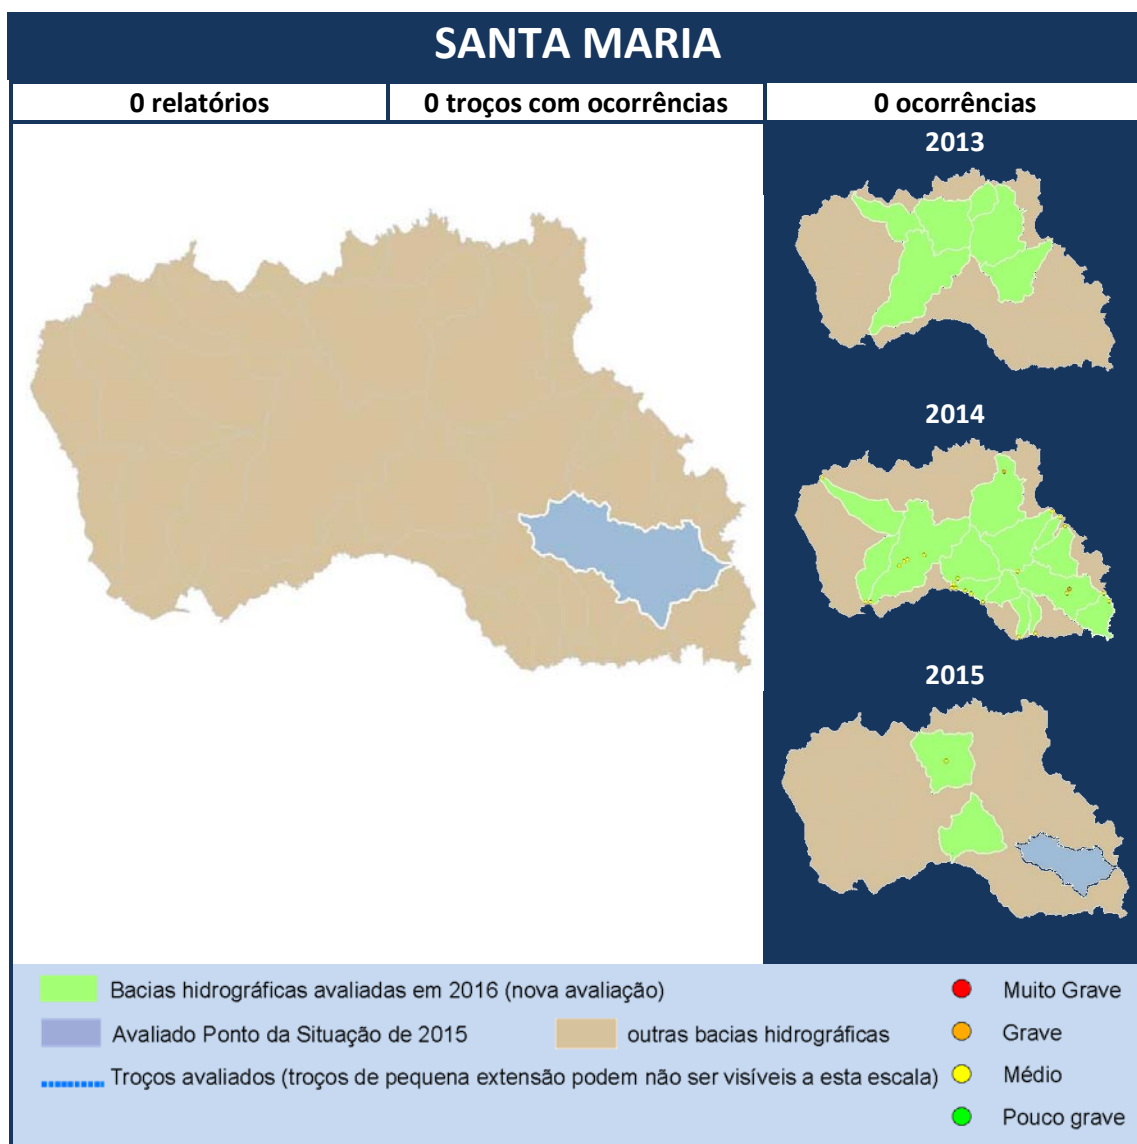 SANTA MARIA
0 relatórios
0 troços com ocorrências
0 ocorrências
2013
2014
2015
Bacias hidrográficas avaliadas em 2016 (nova avaliação)
Avaliado Ponto da Situação de 2015
outras bacias hidrográficas
Troços avaliados (troços de pequena extensão podem não ser visíveis a esta escala)
Muito Grave
Grave
Médio
Pouco grave